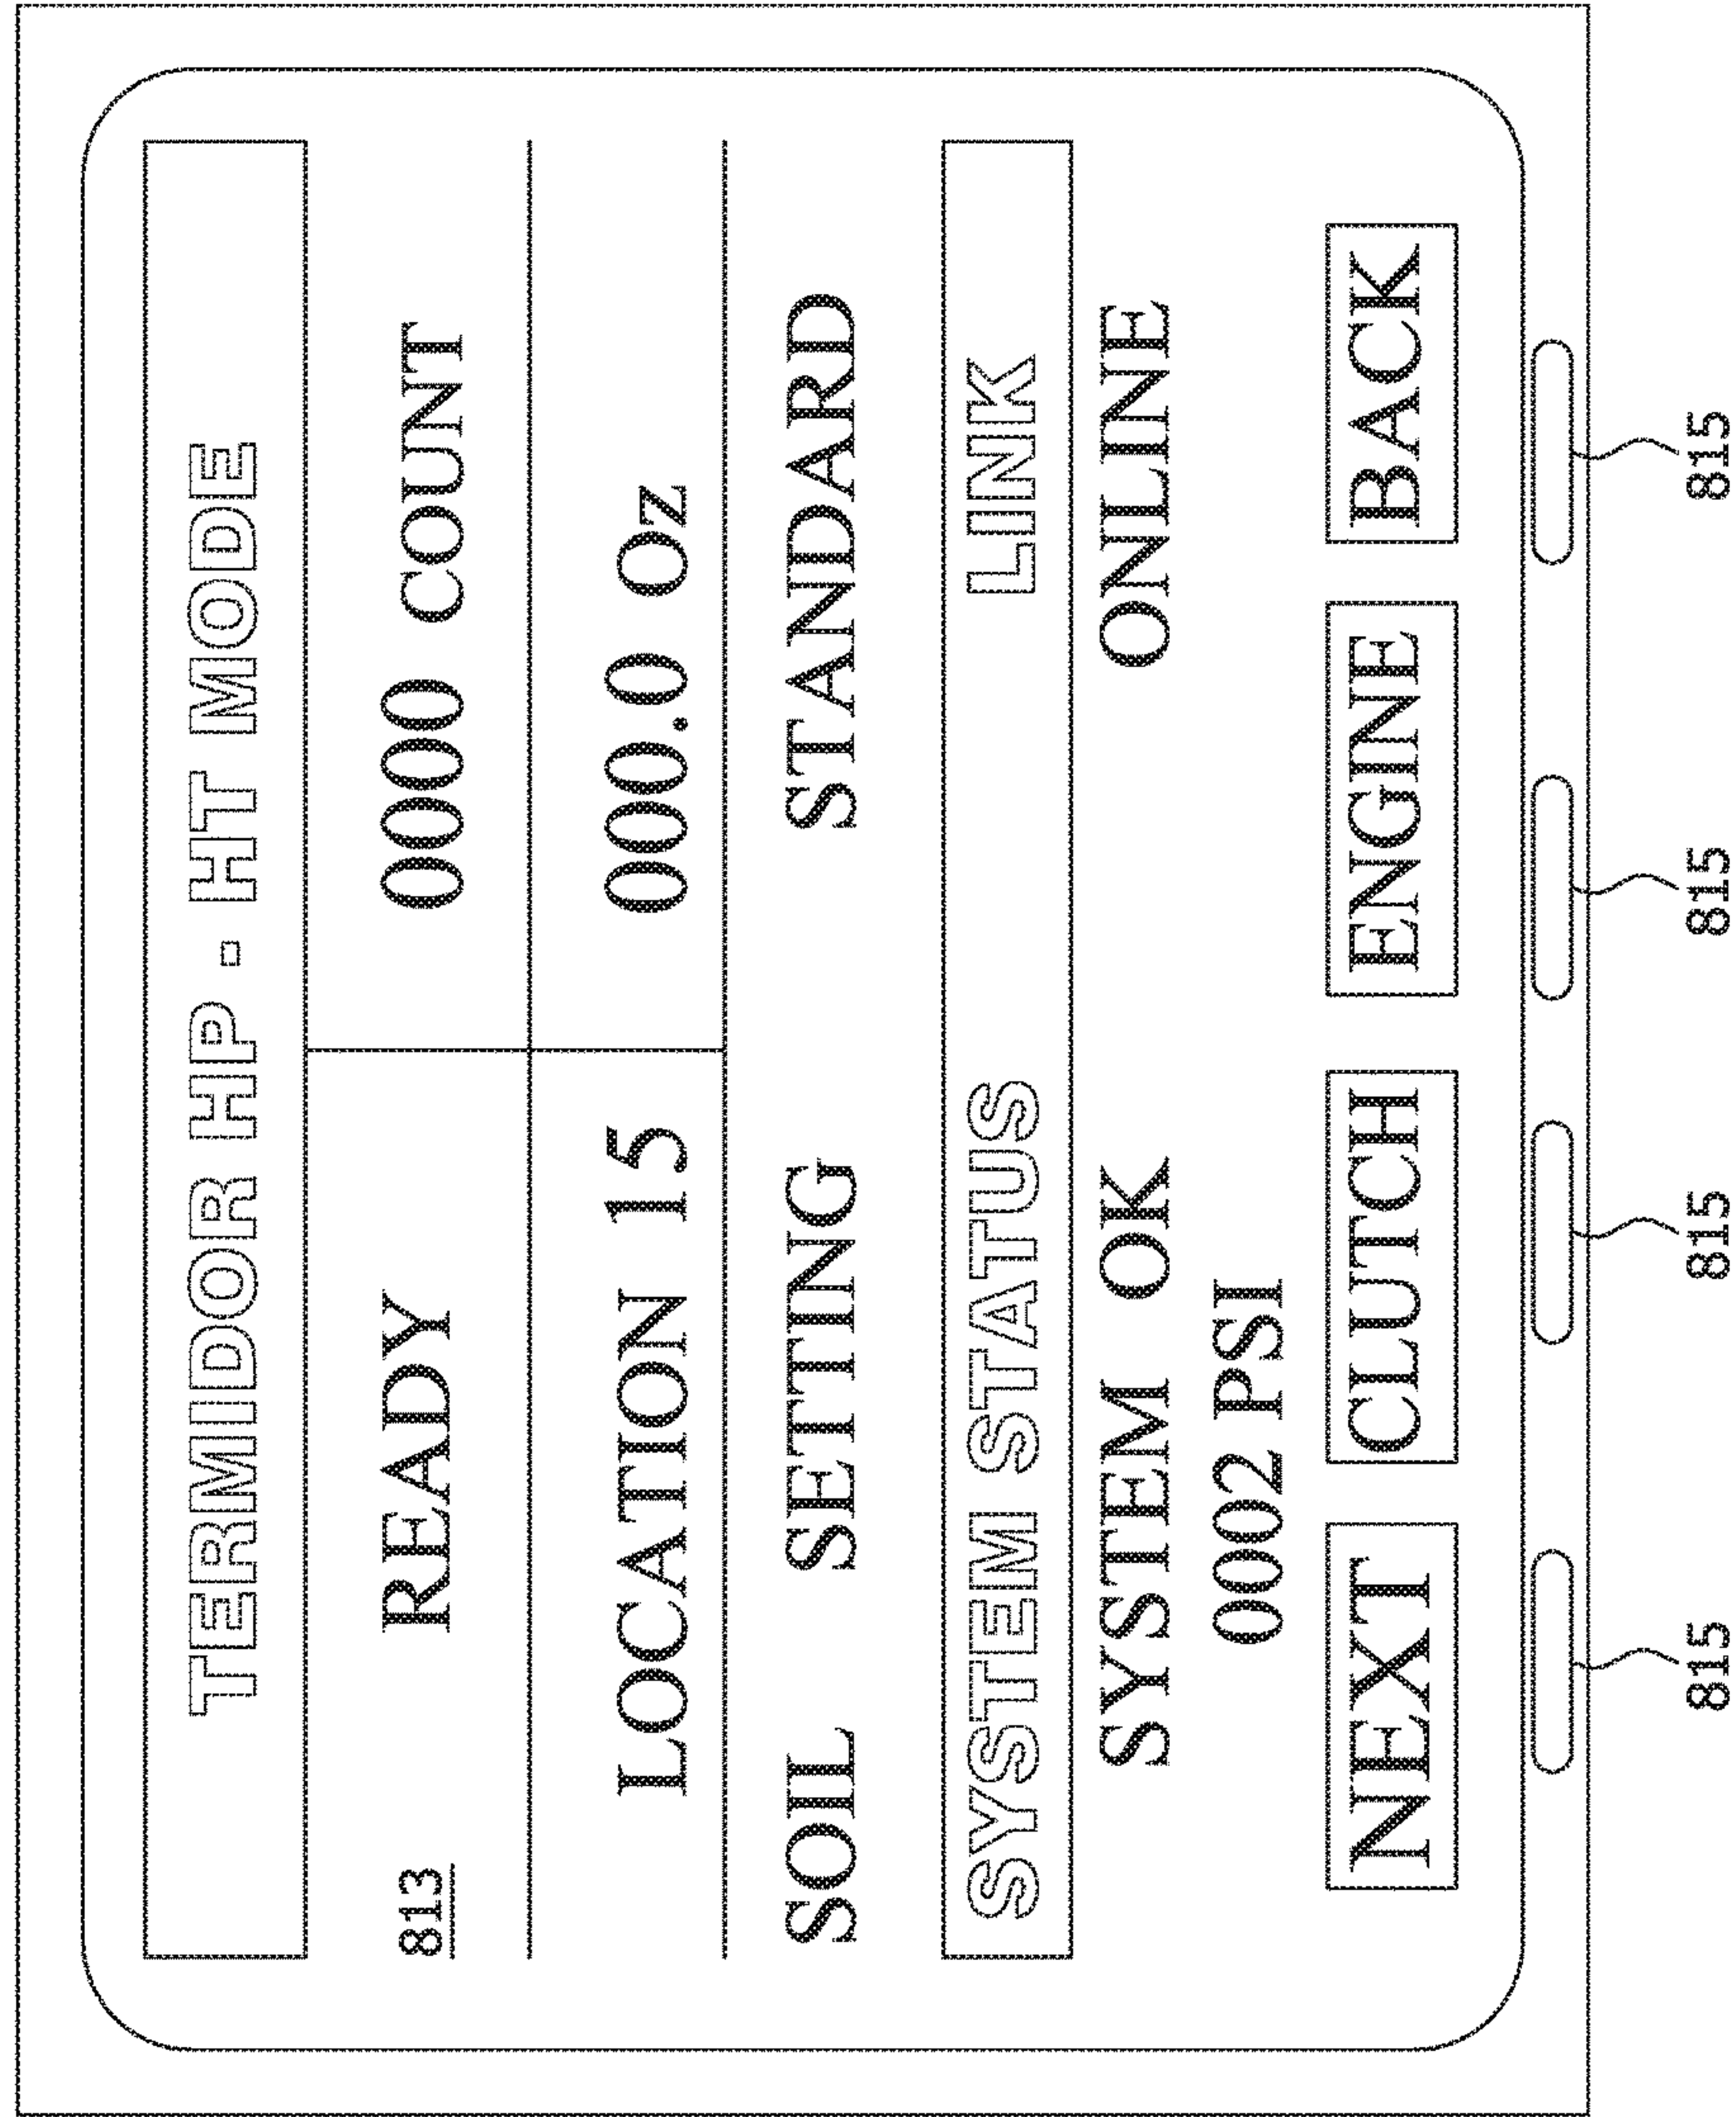 TERMIDOR HP - HT MODE
813 READY 0000 COUNT
LOCATION 15 000.0 Oz
SOIL SETTING STANDARD
SYSTEM STATUS LINK
SYSTEM OK ONLINE
0002 PSI
NEXT CLUTCH ENGINE BACK
815 815 815 815